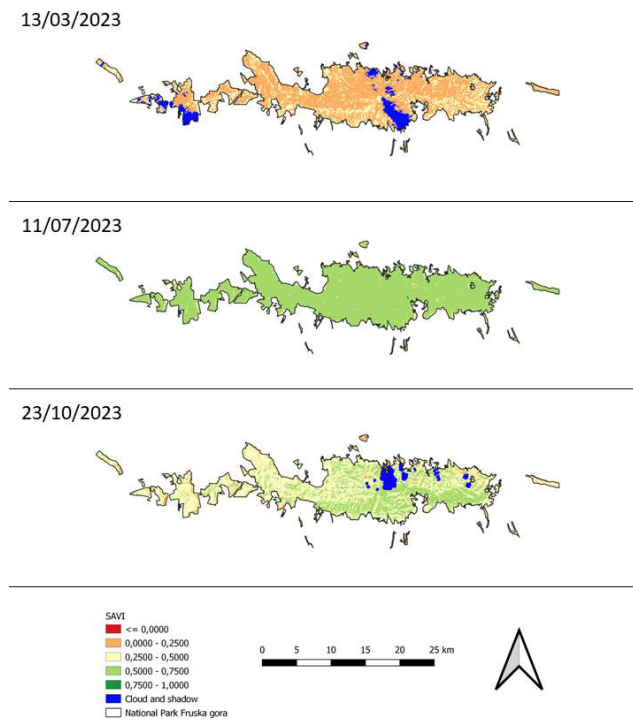 13/03/2023
11/07/2023
23/10/2023
SAVI
<= 0,0000
0,0000 - 0,2500
0,2500 - 0,5000
0,5000 - 0,7500
0,7500 - 1,0000
Cloud and shadow
National Park Fruska gora
0 5 10 15 20 25 km